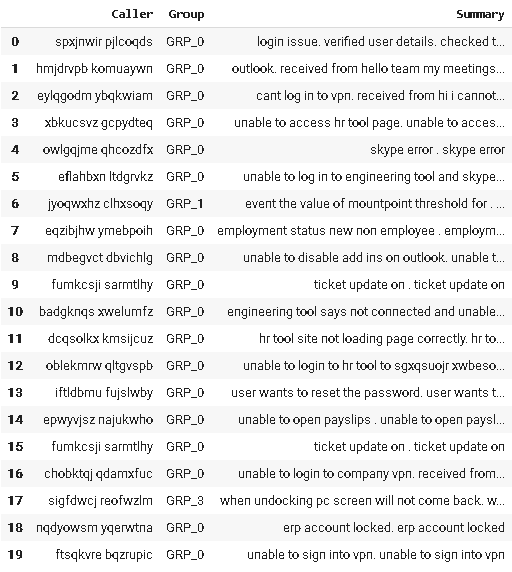 Caller Group Summary
0 spxjnwir pjlcoqds GRP_0 login issue. verified user details. checked t...
1 hmjdrvpb komuaywn GRP_0 outlook. received from hello team my meetings...
2 eylqgodm ybqkwiam GRP_0 cant log in to vpn. received from hi i cannot...
3 xbkucsvz gcpydteq GRP_0 unable to access hr tool page. unable to acces...
4 owlgqjme qhcozdfx GRP_0 skype error . skype error
5 eflahbxn ltdgrvkz GRP_0 unable to log in to engineering tool and skype...
6 jyoqwxhz clhxsoqy GRP_1 event the value of mountpoint threshold for . ...
7 eqzibjhw ymebpoih GRP_0 employment status new non employee . employm...
8 mdbegvct dbvichlg GRP_0 unable to disable add ins on outlook. unable t...
9 fumkcsji sarmtlhy GRP_0 ticket update on . ticket update on
10 badgknqs xwelumfz GRP_0 engineering tool says not connected and unable...
11 dcqsolkx kmsijcuz GRP_0 hr tool site not loading page correctly. hr to...
12 oblekmrw qltgvspb GRP_0 unable to login to hr tool to sgxqsuojr xwbeso...
13 iftldbmu fujslwby GRP_0 user wants to reset the password. user wants t...
14 epwyvjsz najukwho GRP_0 unable to open payslips . unable to open paysl...
15 fumkcsji sarmtlhy GRP_0 ticket update on . ticket update on
16 chobktqj qdamxfuc GRP_0 unable to login to company vpn. received from...
17 sigfdwcj reofwzlm GRP_3 when undocking pc screen will not come back. w...
18 nqdyowsm yqerwtna GRP_0 erp account locked. erp account locked
19 ftsqkvre bqzrupic GRP_0 unable to sign into vpn. unable to sign into vpn